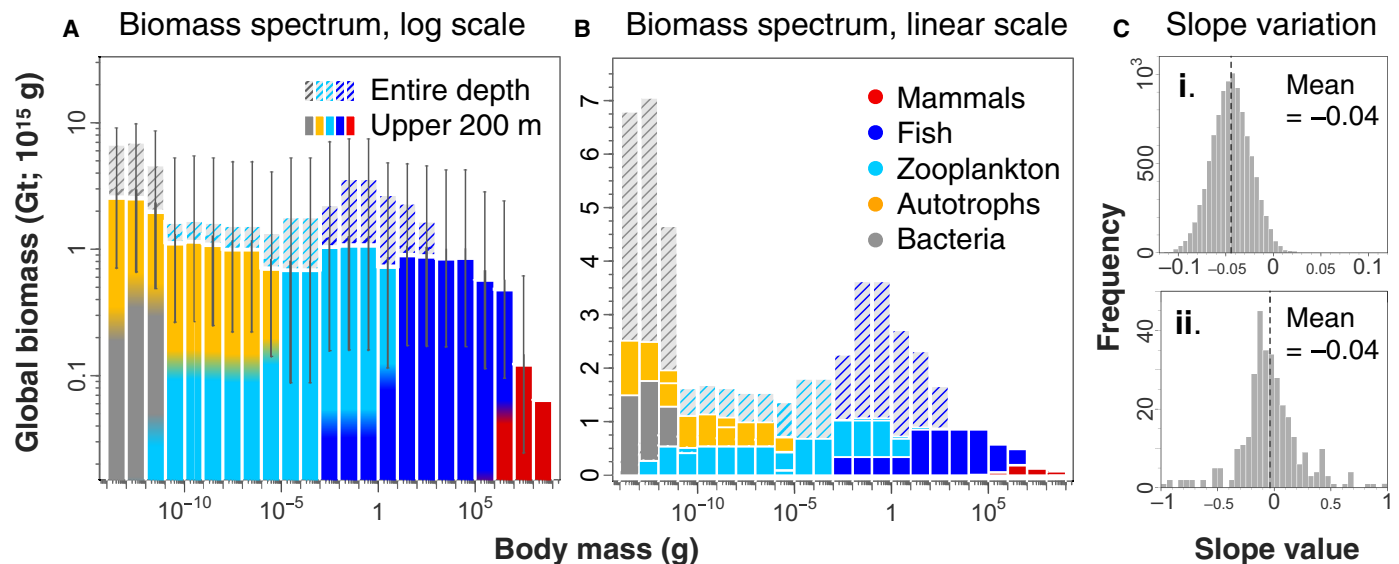 A Biomass spectrum, log scale
Global biomass (Gt; 10¹⁵ g)
10
1
0.1
Entire depth
Upper 200 m
10⁻¹⁰ 10⁻⁵ 1 10⁵
B Biomass spectrum, linear scale
7
6
5
4
3
2
1
0
Mammals
Fish
Zooplankton
Autotrophs
Bacteria
10⁻¹⁰ 10⁻⁵ 1 10⁵
Body mass (g)
C Slope variation
Frequency
10³
500
0
i.
Mean
= −0.04
−0.1 −0.05 0 0.05 0.1
40
20
0
ii.
Mean
= −0.04
−1 −0.5 0 0.5 1
Slope value